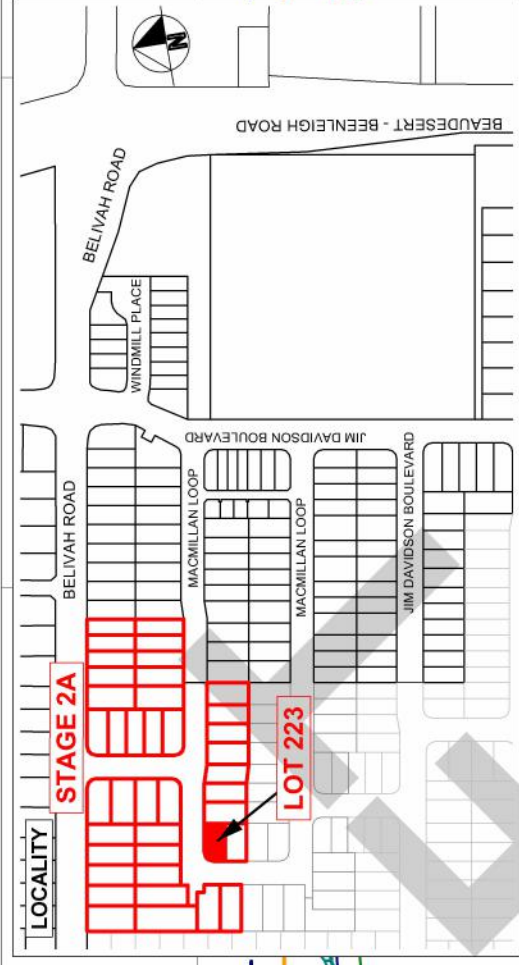 N
BEAUDESERT - BEENLEIGH ROAD
BELIVAH ROAD
WINDMILL PLACE
JIM DAVIDSON BOULEVARD
MACMILLAN LOOP
BELIVAH ROAD
MACMILLAN LOOP
JIM DAVIDSON BOULEVARD
STAGE 2A
LOT 223
LOCALITY